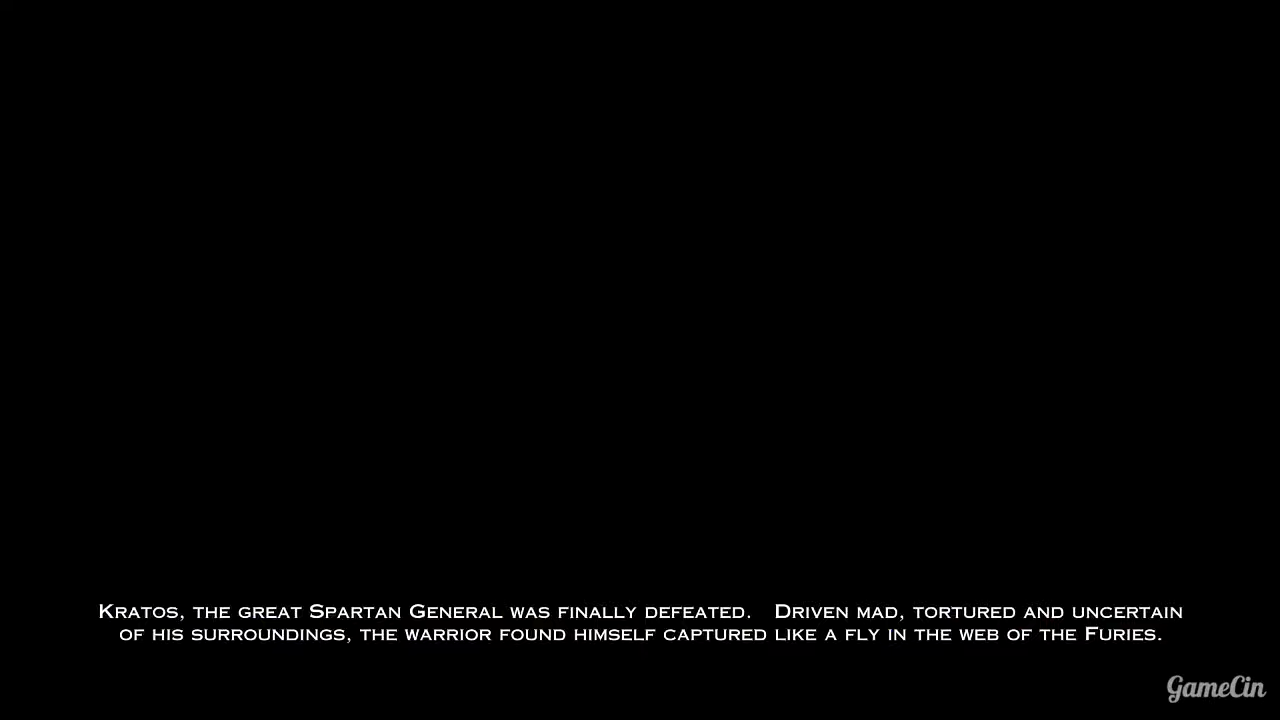 Kratos, the great Spartan General was finally defeated.   Driven mad, tortured and uncertain
of his surroundings, the warrior found himself captured like a fly in the web of the Furies.
GameCin